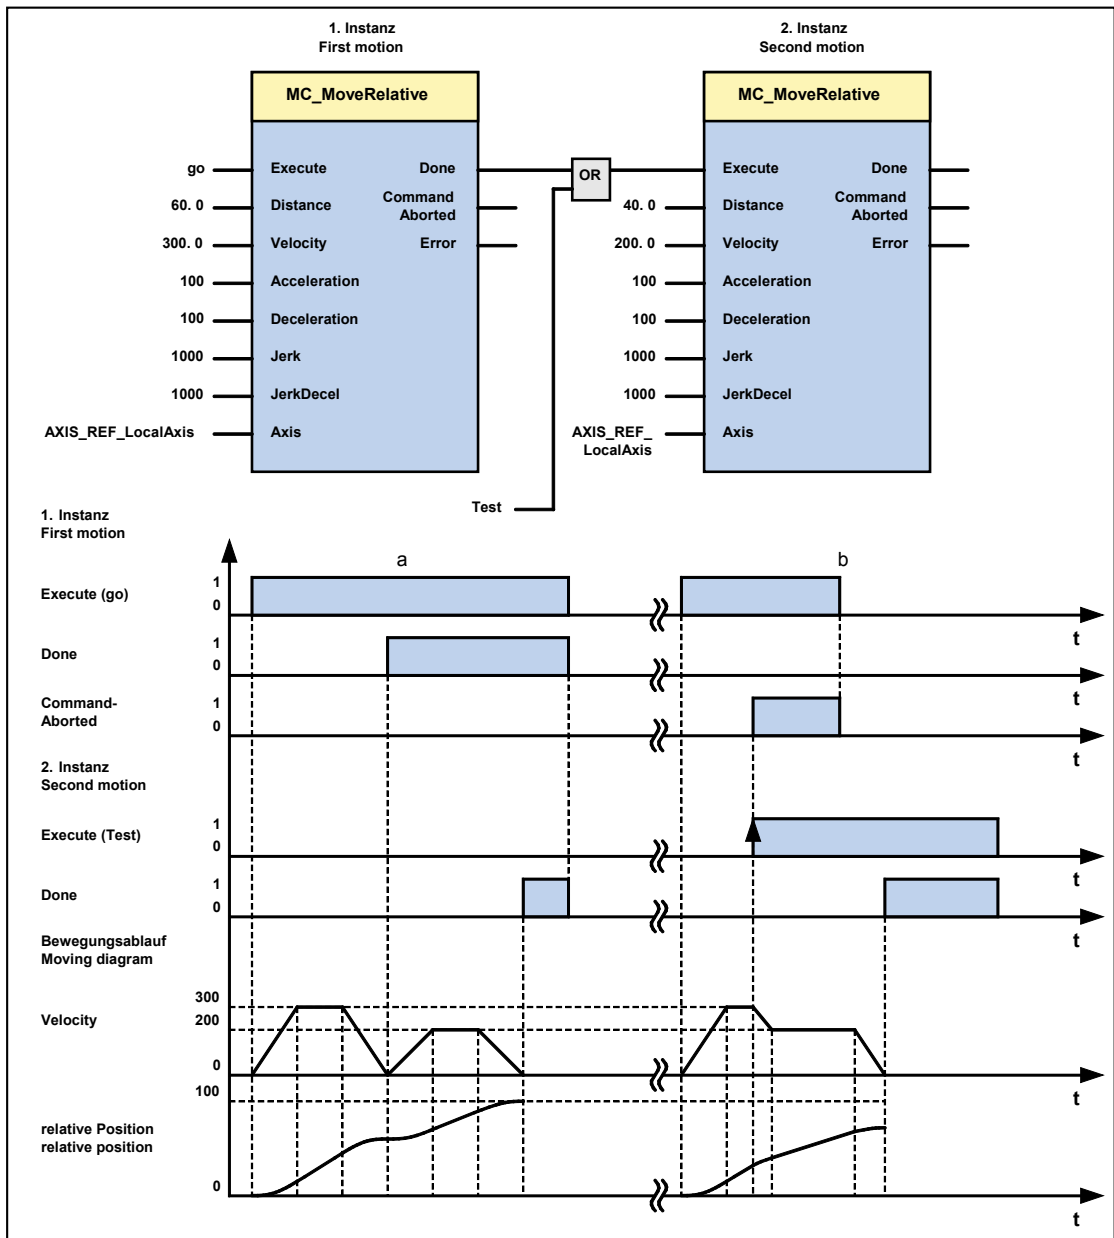 1. Instanz
First motion
2. Instanz
Second motion
MC_MoveRelative
MC_MoveRelative
go
Execute
Done
OR
Execute
Done
60. 0
Distance
Command
Aborted
40. 0
Distance
Command
Aborted
300. 0
Velocity
Error
200. 0
Velocity
Error
100
Acceleration
100
Acceleration
100
Deceleration
100
Deceleration
1000
Jerk
1000
Jerk
1000
JerkDecel
1000
JerkDecel
AXIS_REF_LocalAxis
Axis
AXIS_REF_
LocalAxis
Axis
Test
1. Instanz
First motion
a
b
Execute (go)
1
0
t
Done
1
0
t
Command-
Aborted
1
0
t
2. Instanz
Second motion
Execute (Test)
1
0
t
Done
1
0
t
Bewegungsablauf
Moving diagram
Velocity
300
200
0
t
100
relative Position
relative position
0
t